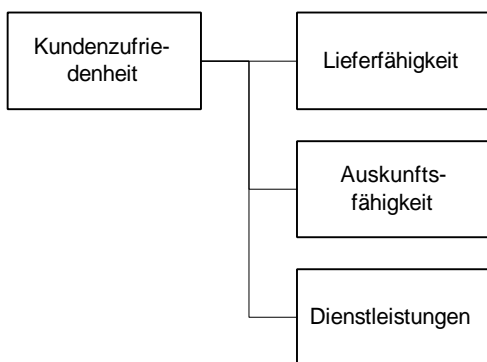 Kundenzufrie-
denheit
Lieferfähigkeit
Auskunfts-
fähigkeit
Dienstleistungen